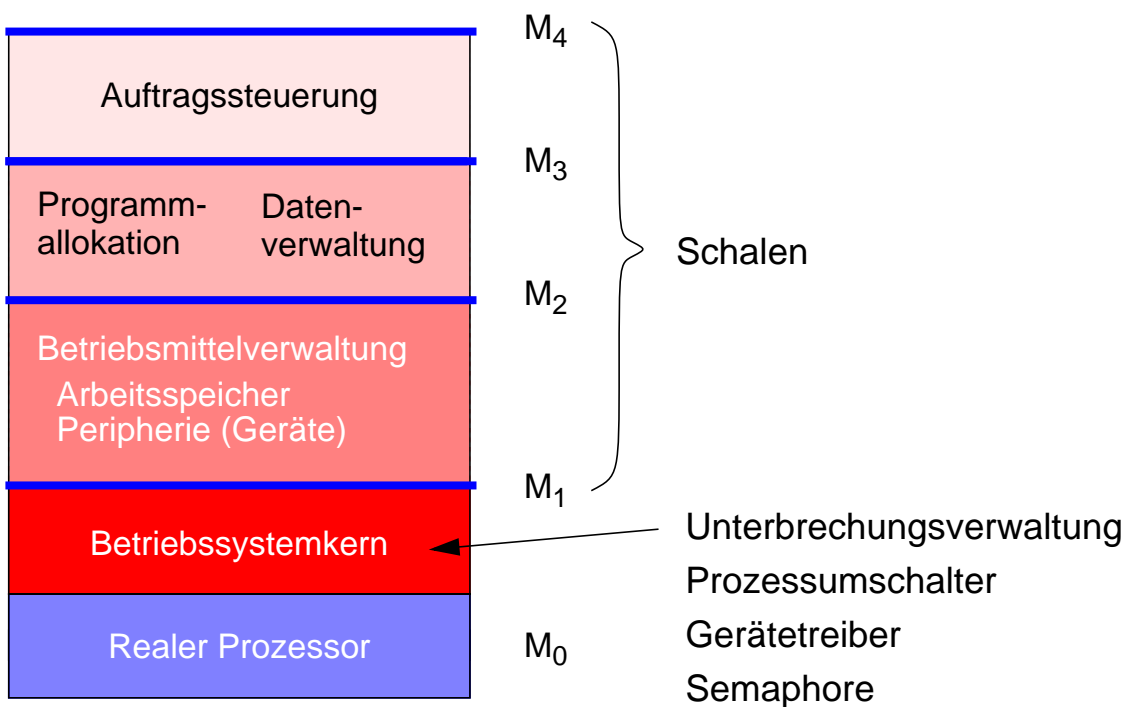 M4
Auftragssteuerung
M3
Programm-
allokation
Daten-
verwaltung
Schalen
M2
Betriebsmittelverwaltung
Arbeitsspeicher
Peripherie (Geräte)
M1
Betriebssystemkern
Unterbrechungsverwaltung
Prozessumschalter
Gerätetreiber
Semaphore
Realer Prozessor
M0